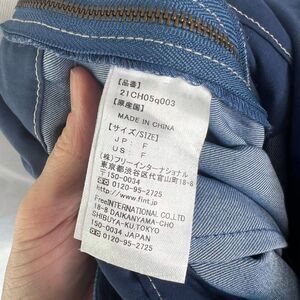 【品番】
21CH05q003
【原産国】
MADE IN CHINA
【サイズ/SIZE】
JP: F
US: F
(株)フリーインターナショナル
東京都渋谷区代官山町18-8
〒150-0034
☎0120-95-2725
http://www.fint.jp
FreeINTERNATIONAL CO.,LTD
18-8 DAIKANYAMA-CHO
SHIBUYA-KU,TOKYO
150-0034 JAPAN
☎0120-95-2725